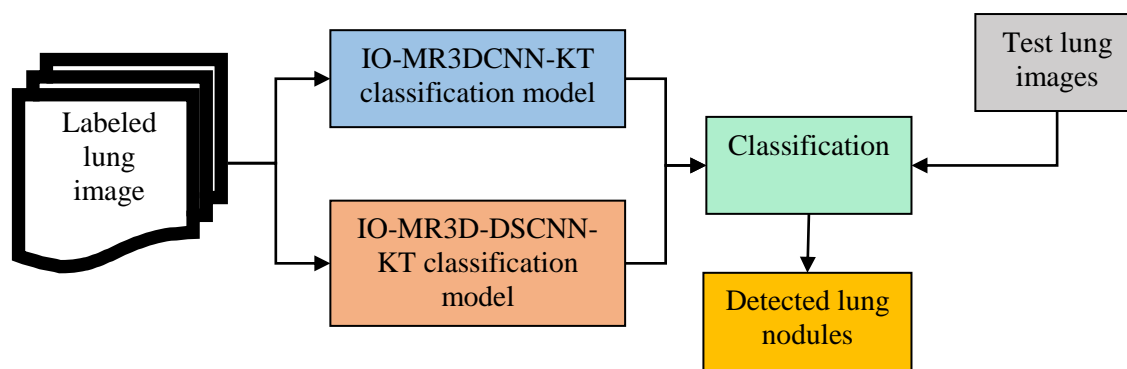 Labeled
lung
image
IO-MR3DCNN-KT
classification model
IO-MR3D-DSCNN-
KT classification
model
Classification
Test lung
images
Detected lung
nodules